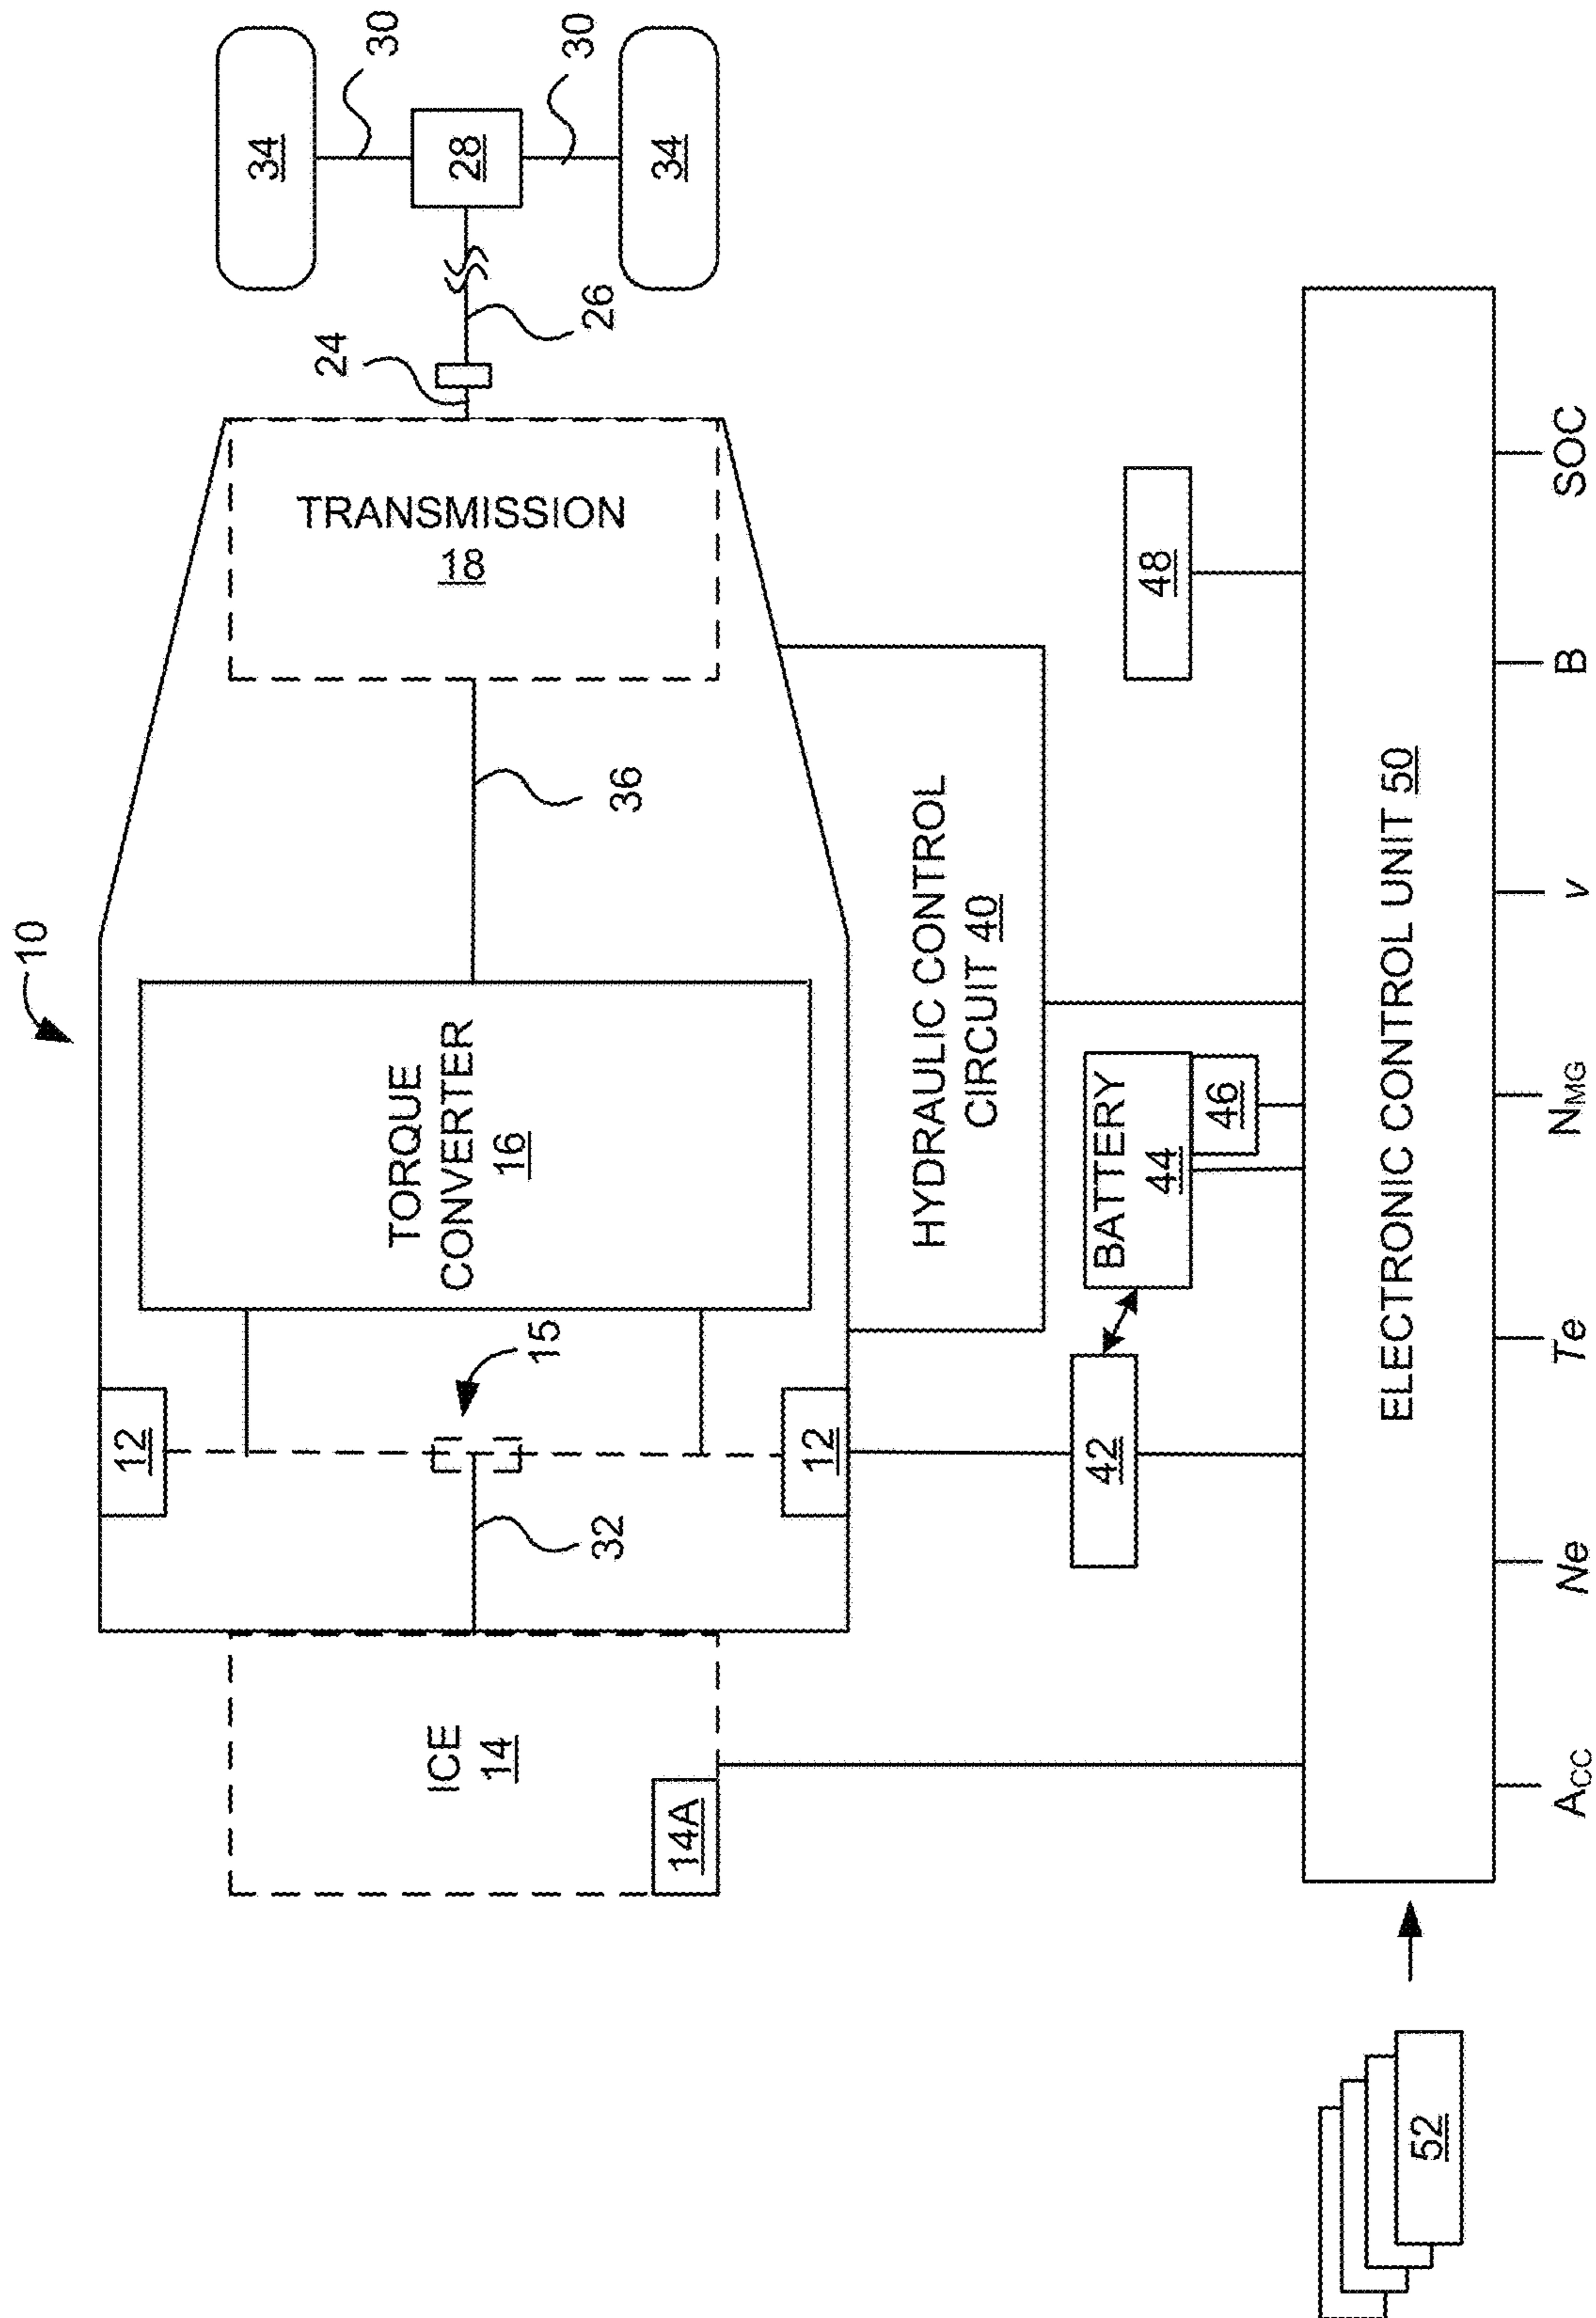 10
12
15
TORQUE
CONVERTER
16
TRANSMISSION
18
24
26
30
34
28
30
34
ICE
14
14A
32
12
36
HYDRAULIC CONTROL
CIRCUIT 40
42
BATTERY
44
46
48
52
ELECTRONIC CONTROL UNIT 50
ACC
Ne
Te
NMG
v
B
SOC